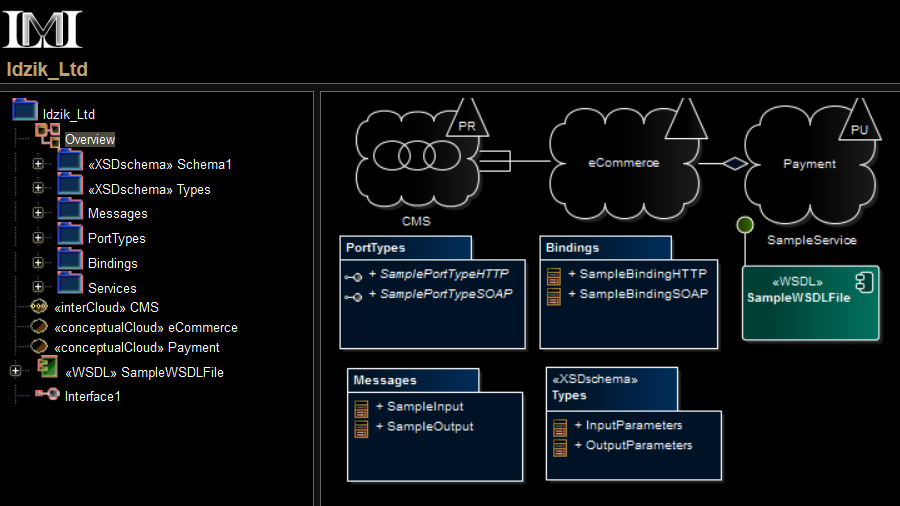 LMI
Idzik_Ltd
Idzik_Ltd
Overview
«XSDschema» Schema1
«XSDschema» Types
Messages
PortTypes
Bindings
Services
«interCloud» CMS
«conceptualCloud» eCommerce
«conceptualCloud» Payment
«WSDL» SampleWSDLFile
Interface1
PR
PU
eCommerce
Payment
CMS
SampleService
PortTypes
+ SamplePortTypeHTTP
+ SamplePortTypeSOAP
Bindings
+ SampleBindingHTTP
+ SampleBindingSOAP
«WSDL»
SampleWSDLFile
Messages
+ SampleInput
+ SampleOutput
«XSDschema»
Types
+ InputParameters
+ OutputParameters